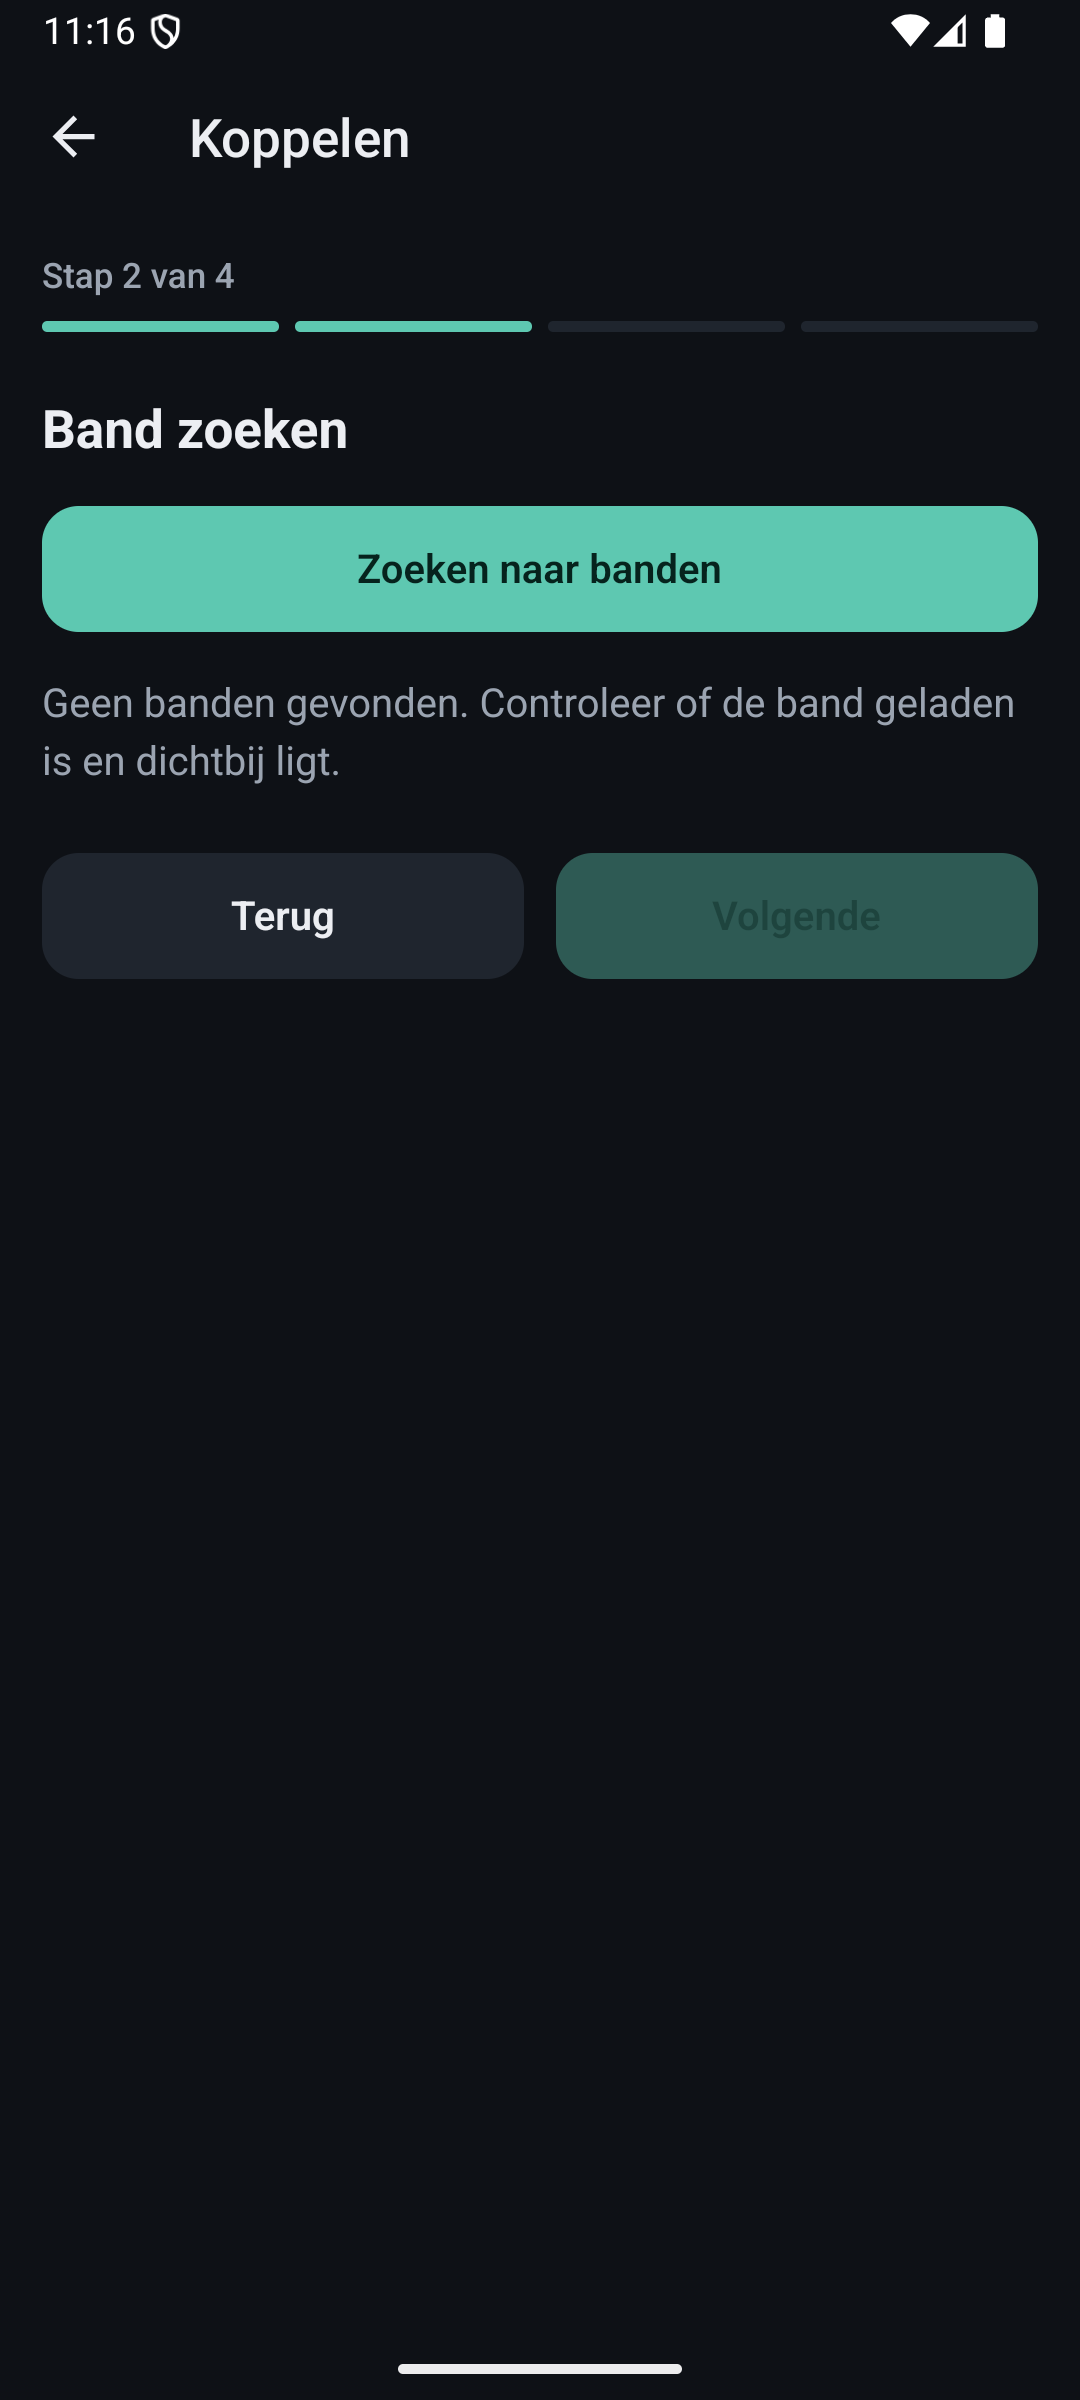 11:16
Koppelen
Stap 2 van 4
Band zoeken
Zoeken naar banden
Geen banden gevonden. Controleer of de band geladen
is en dichtbij ligt.
Terug
Volgende